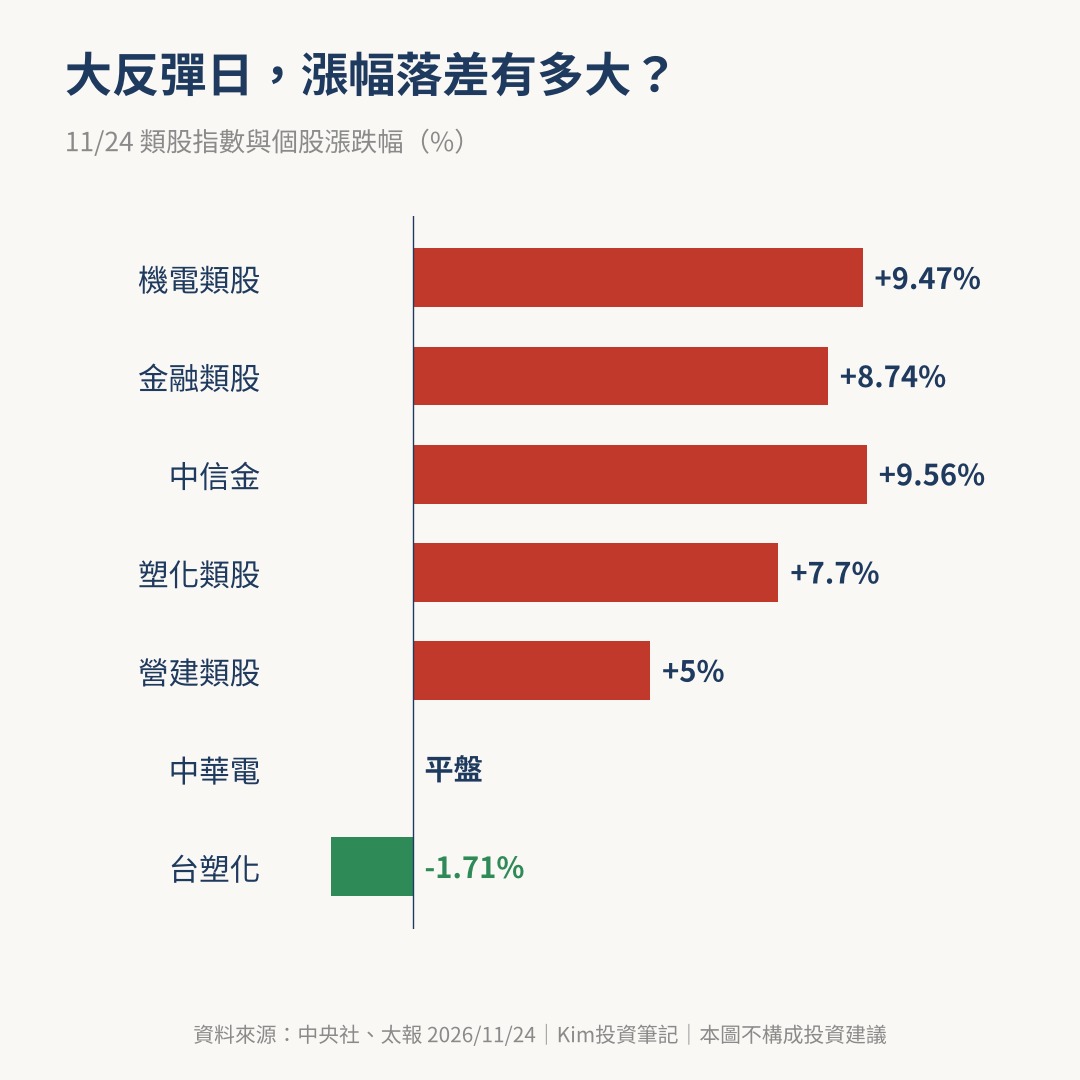 大反彈日，漲幅落差有多大？
11/24 類股指數與個股漲跌幅（%）
機電類股 +9.47%
金融類股 +8.74%
中信金 +9.56%
塑化類股 +7.7%
營建類股 +5%
中華電 平盤
台塑化 -1.71%
資料來源：中央社、太報 2026/11/24｜Kim投資筆記｜本圖不構成投資建議